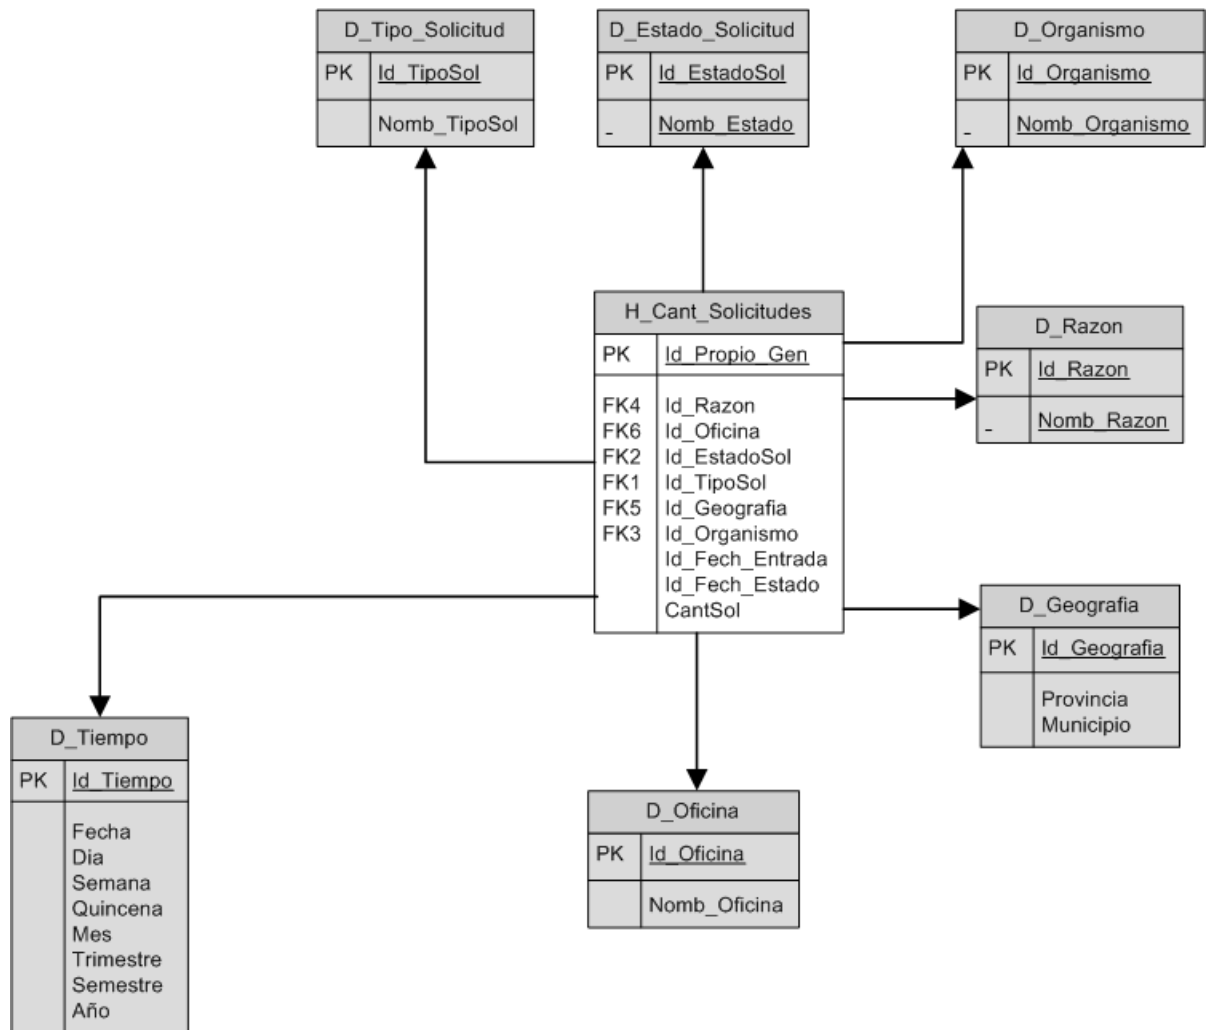 D_Tipo_Solicitud
PK Id_TipoSol
Nomb_TipoSol
D_Estado_Solicitud
PK Id_EstadoSol
- Nomb_Estado
D_Organismo
PK Id_Organismo
- Nomb_Organismo
H_Cant_Solicitudes
PK Id_Propio_Gen
FK4 Id_Razon
FK6 Id_Oficina
FK2 Id_EstadoSol
FK1 Id_TipoSol
FK5 Id_Geografia
FK3 Id_Organismo
Id_Fech_Entrada
Id_Fech_Estado
CantSol
D_Razon
PK Id_Razon
- Nomb_Razon
D_Geografia
PK Id_Geografia
Provincia
Municipio
D_Tiempo
PK Id_Tiempo
Fecha
Dia
Semana
Quincena
Mes
Trimestre
Semestre
Año
D_Oficina
PK Id_Oficina
Nomb_Oficina